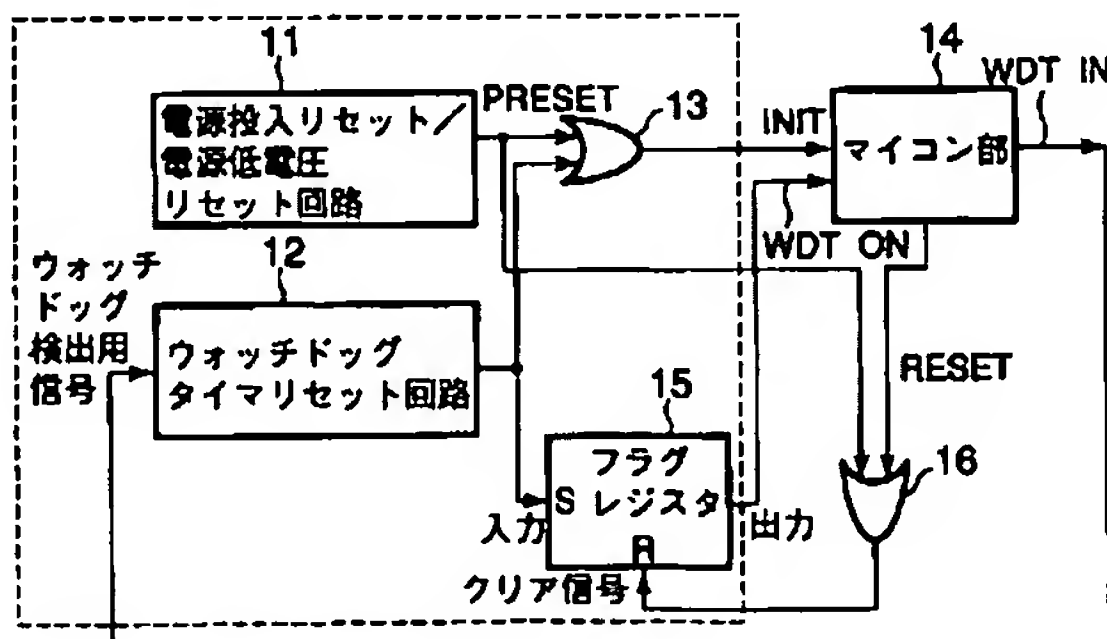 11
電源投入リセット／
電源低電圧
リセット回路
PRESET
13
INIT
14
WDT IN
マイコン部
WDT ON
ウォッチ
ドッグ
検出用
信号
12
ウォッチドッグ
タイマリセット回路
RESET
15
フラグ
S レジスタ
R
入力
出力
クリア信号
16